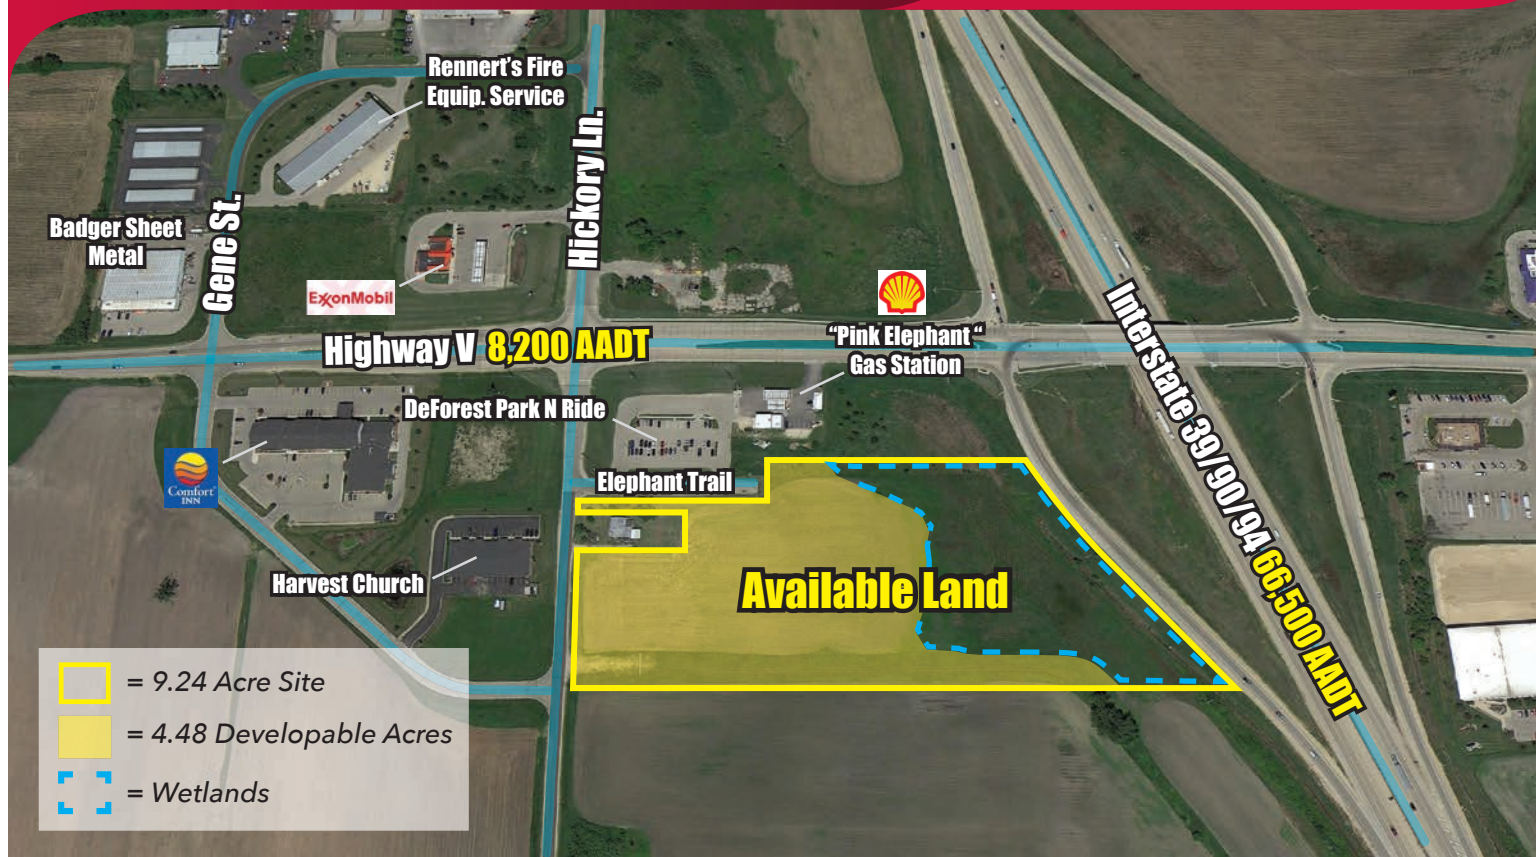 Rennert's Fire
Equip. Service
Hickory Ln.
Badger Sheet
Metal
Gene St.
ExxonMobil
Highway V 8,200 AADT
"Pink Elephant "
Gas Station
Interstate 39/90/94 66,500 AADT
DeForest Park N Ride
Comfort
INN
Elephant Trail
Harvest Church
Available Land
= 9.24 Acre Site
= 4.48 Developable Acres
= Wetlands